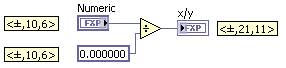 Numeric
x/y
<±,10,6>
FXP
FXP
<±,21,11>
<±,10,6>
0.000000